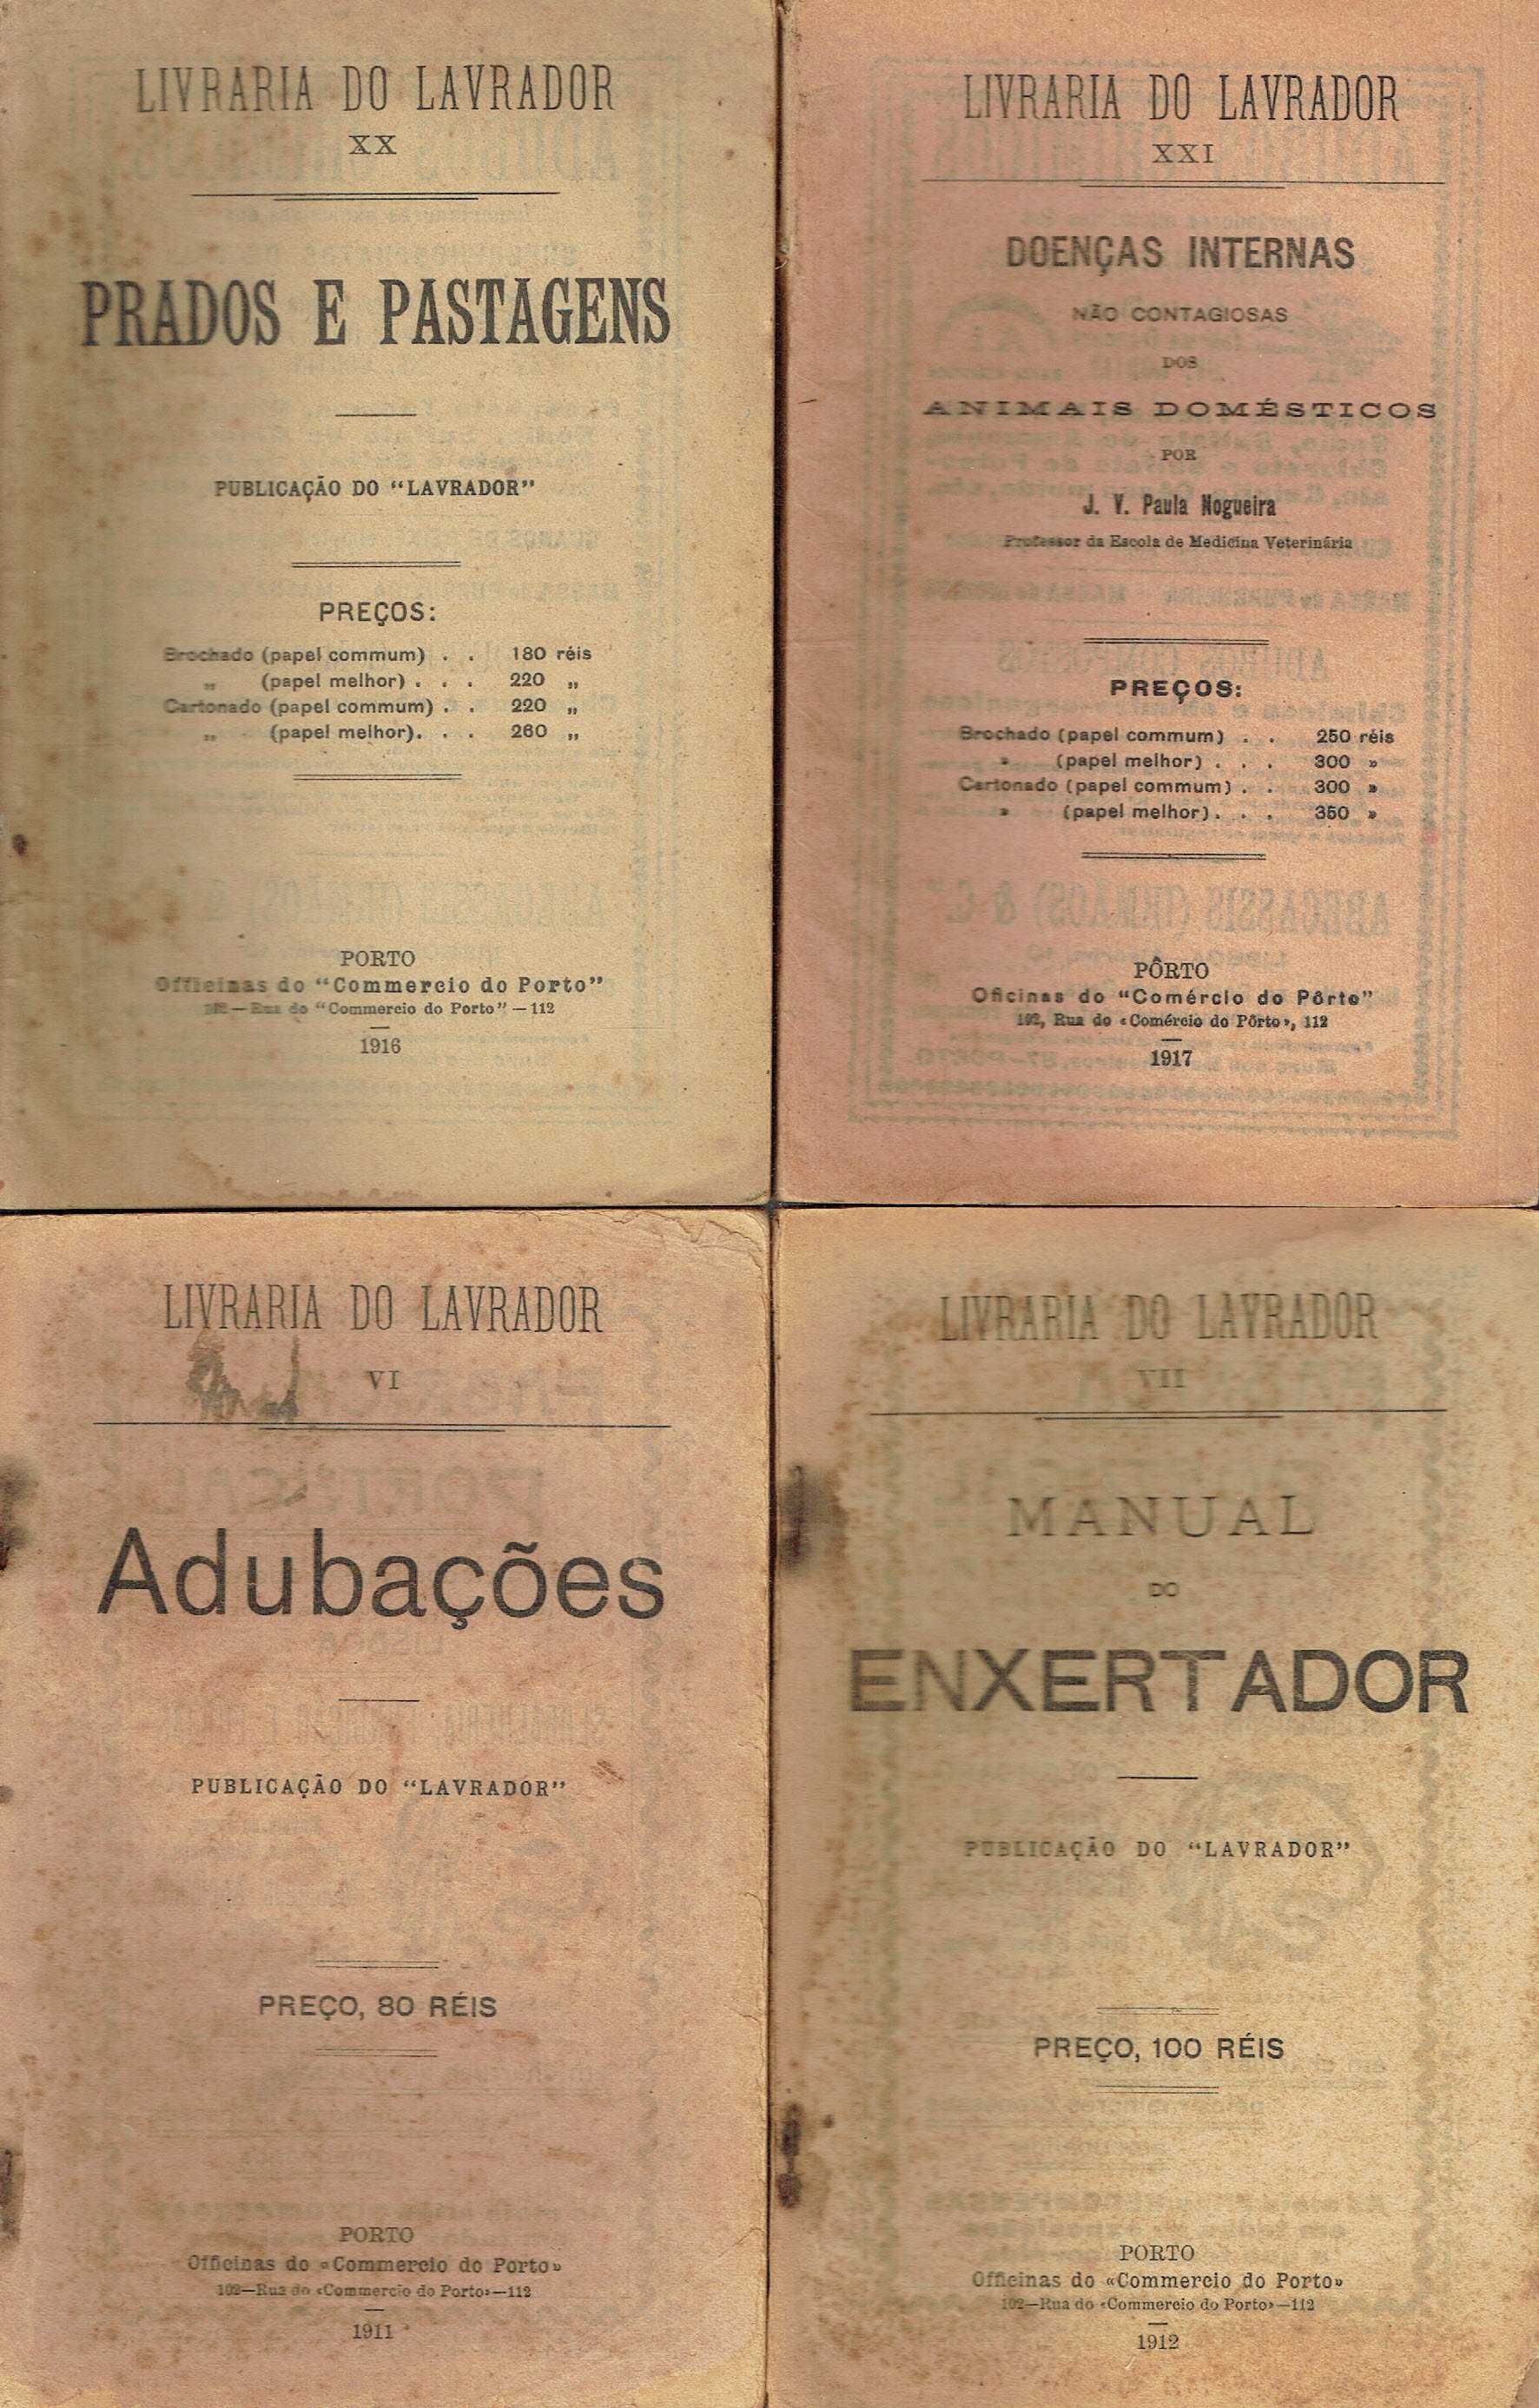 LIVRARIA DO LAVRADOR
XX
PRADOS E PASTAGENS
PUBLICAÇÃO DO “LAVRADOR”
PREÇOS:
Brochado (papel commum) . . 180 réis
„ (papel melhor) . . . 220 „
Cartonado (papel commum) . . 220 „
„ (papel melhor). . . 260 „
PORTO
Officinas do “Commercio do Porto”
102 — Rua do “Commercio do Porto” — 112
1916
LIVRARIA DO LAVRADOR
XXI
DOENÇAS INTERNAS
NÃO CONTAGIOSAS
DOS
ANIMAIS DOMÉSTICOS
POR
J. V. Paula Nogueira
Professor da Escola de Medicina Veterinária
PREÇOS:
Brochado (papel commum) . . 250 réis
» (papel melhor) . . . 300 »
Cartonado (papel commum) . . 300 »
» (papel melhor). . . 350 »
PÔRTO
Oficinas do “Comércio do Pôrto”
102, Rua do «Comércio do Pôrto», 112
1917
LIVRARIA DO LAVRADOR
VI
Adubações
PUBLICAÇÃO DO “LAVRADOR”
PREÇO, 80 RÉIS
PORTO
Officinas do «Commercio do Porto»
102—Rua do «Commercio do Porto»—112
1911
LIVRARIA DO LAVRADOR
VII
MANUAL
DO
ENXERTADOR
PUBLICAÇÃO DO “LAVRADOR”
PREÇO, 100 RÉIS
PORTO
Officinas do «Commercio do Porto»
102—Rua do «Commercio do Porto»—112
1912